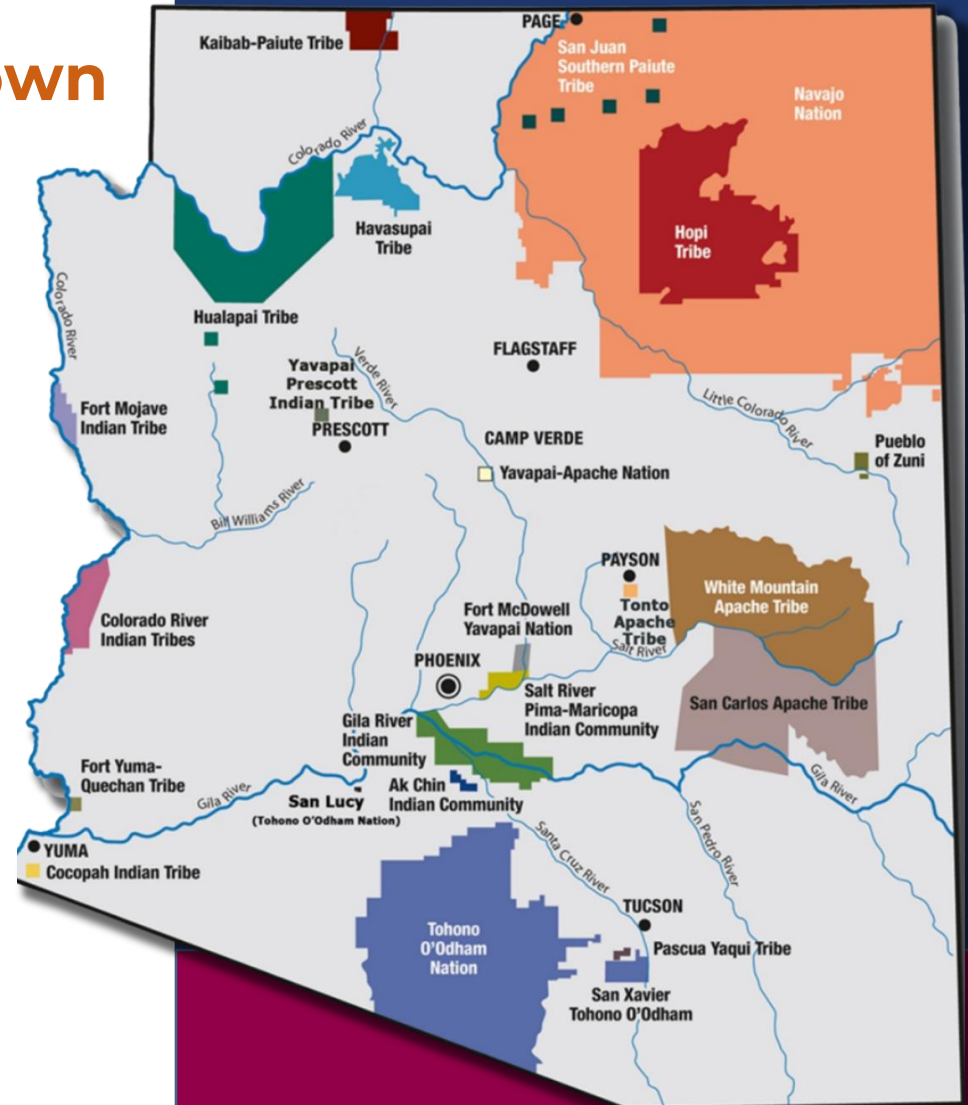 own
PAGE
Kaibab-Paiute Tribe
San Juan
Southern Paiute
Tribe
Navajo
Nation
Colorado River
Havasupai
Tribe
Hopi
Tribe
Colorado River
Hualapai Tribe
FLAGSTAFF
Yavapai
Prescott
Indian Tribe
Verde River
PRESCOTT
Fort Mojave
Indian Tribe
Little Colorado River
CAMP VERDE
Yavapai-Apache Nation
Pueblo
of Zuni
Bill Williams River
PAYSON
Tonto
Apache
Tribe
White Mountain
Apache Tribe
Fort McDowell
Yavapai Nation
Colorado River
Indian Tribes
Salt River
PHOENIX
Salt River
Pima-Maricopa
Indian Community
San Carlos Apache Tribe
Gila River
Indian
Community
Fort Yuma-
Quechan Tribe
Gila River
Ak Chin
Indian Community
San Lucy
(Tohono O'Odham Nation)
Gila River
San Pedro River
Santa Cruz River
YUMA
Cocopah Indian Tribe
TUCSON
Tohono
O'Odham
Nation
Pascua Yaqui Tribe
San Xavier
Tohono O'Odham